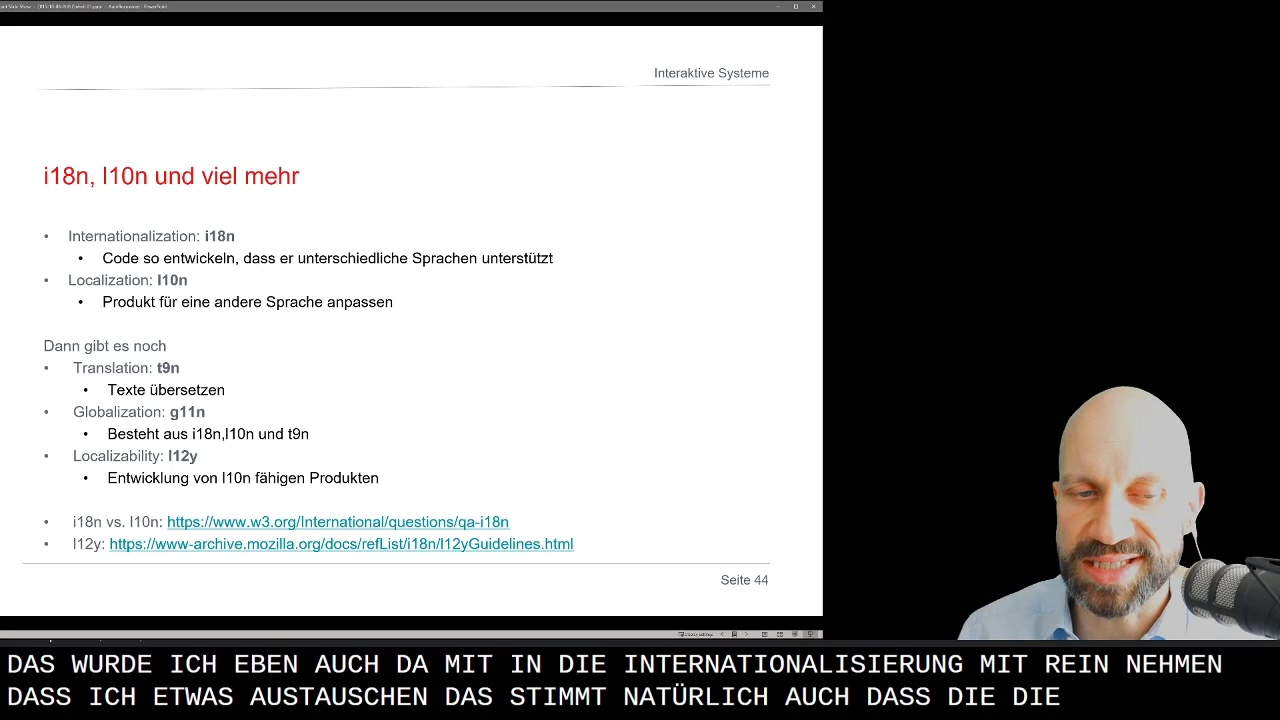 Interaktive Systeme
i18n, l10n und viel mehr
• Internationalization: i18n
• Code so entwickeln, dass er unterschiedliche Sprachen unterstützt
• Localization: l10n
• Produkt für eine andere Sprache anpassen
Dann gibt es noch
• Translation: t9n
• Texte übersetzen
• Globalization: g11n
• Besteht aus i18n,l10n und t9n
• Localizability: l12y
• Entwicklung von l10n fähigen Produkten
• i18n vs. l10n: https://www.w3.org/International/questions/qa-i18n
• l12y: https://www-archive.mozilla.org/docs/refList/i18n/l12yGuidelines.html
Seite 44
DAS WURDE ICH EBEN AUCH DA MIT IN DIE INTERNATIONALISIERUNG MIT REIN NEHMEN
DASS ICH ETWAS AUSTAUSCHEN DAS STIMMT NATÜRLICH AUCH DASS DIE DIE